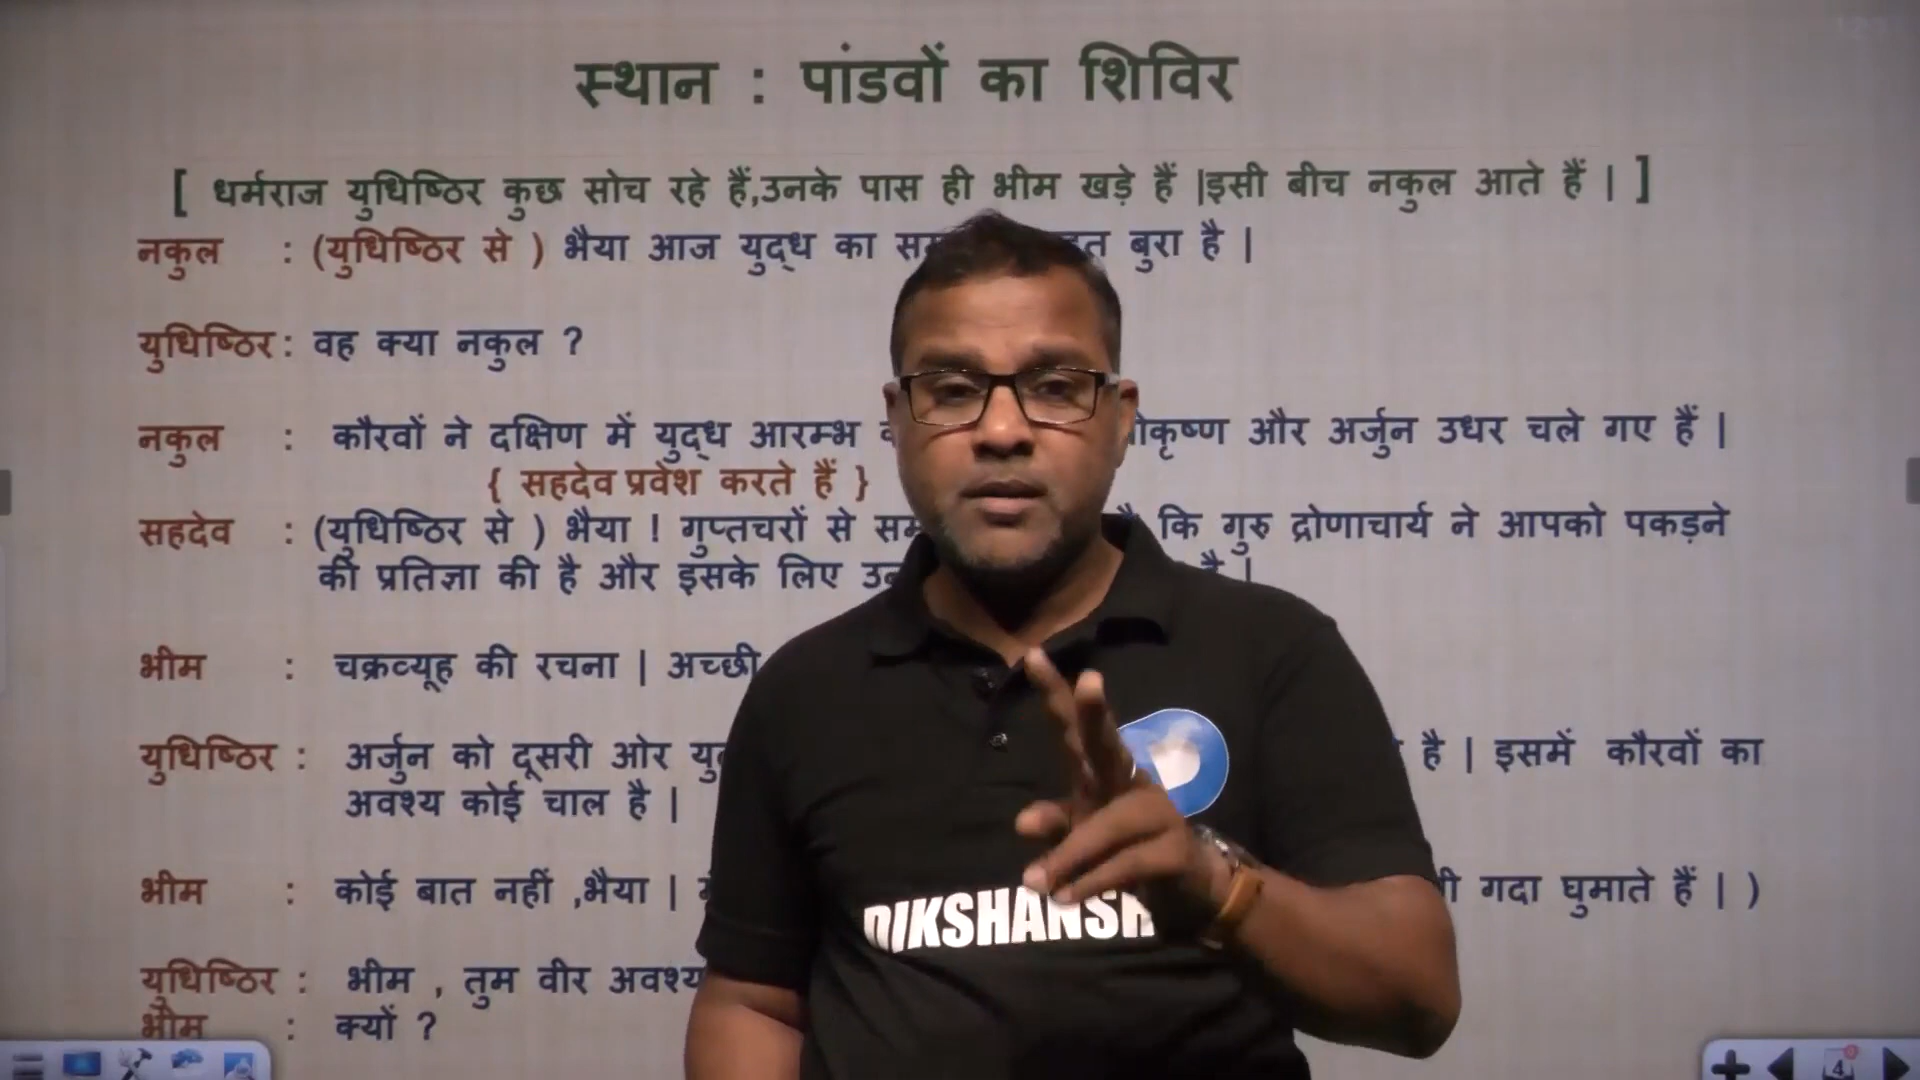 स्थान : पांडवों का शिविर
[ धर्मराज युधिष्ठिर कुछ सोच रहे हैं,उनके पास ही भीम खड़े हैं |इसी बीच नकुल आते हैं | ]
नकुल : (युधिष्ठिर से ) भैया आज युद्ध का बुरा है |
युधिष्ठिर : वह क्या नकुल ?
नकुल : कौरवों ने दक्षिण में युद्ध आरम्भ और अर्जुन उधर चले गए हैं |
{ सहदेव प्रवेश करते हैं }
सहदेव : (युधिष्ठिर से ) भैया ! गुप्तचरों से कि गुरु द्रोणाचार्य ने आपको पकड़ने
की प्रतिज्ञा की है और इसके लिए है |
भीम : चक्रव्यूह की रचना | अच्छी
युधिष्ठिर : अर्जुन को दूसरी ओर है | इसमें कौरवों का
अवश्य कोई चाल है |
भीम : कोई बात नहीं ,भैया | गदा घुमाते हैं | )
युधिष्ठिर : भीम , तुम वीर अवश्य
भीम : क्यों ?
DIKSHANSH
4